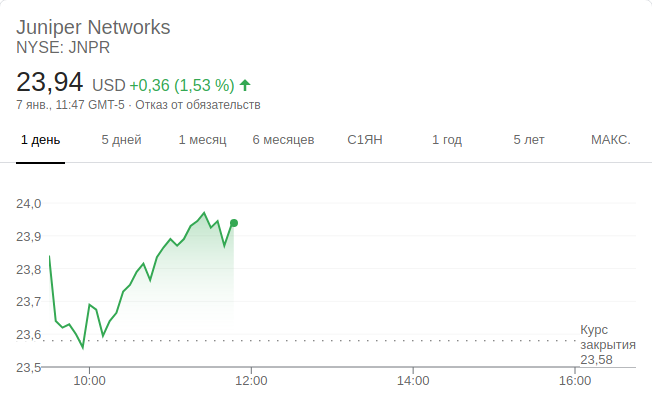 Juniper Networks
NYSE: JNPR
23,94 USD +0,36 (1,53 %)
7 янв., 11:47 GMT-5 · Отказ от обязательств
1 день 5 дней 1 месяц 6 месяцев С1ЯН 1 год 5 лет МАКС.
24,0
23,9
23,8
23,7
23,6
23,5
Курс
закрытия
23,58
10:00 12:00 14:00 16:00